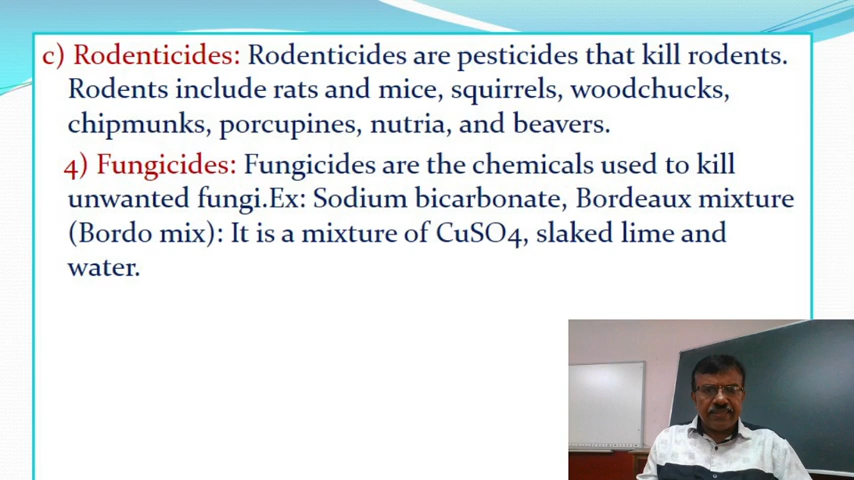 c) Rodenticides: Rodenticides are pesticides that kill rodents.
Rodents include rats and mice, squirrels, woodchucks,
chipmunks, porcupines, nutria, and beavers.
4) Fungicides: Fungicides are the chemicals used to kill
unwanted fungi.Ex: Sodium bicarbonate, Bordeaux mixture
(Bordo mix): It is a mixture of CuSO4, slaked lime and
water.